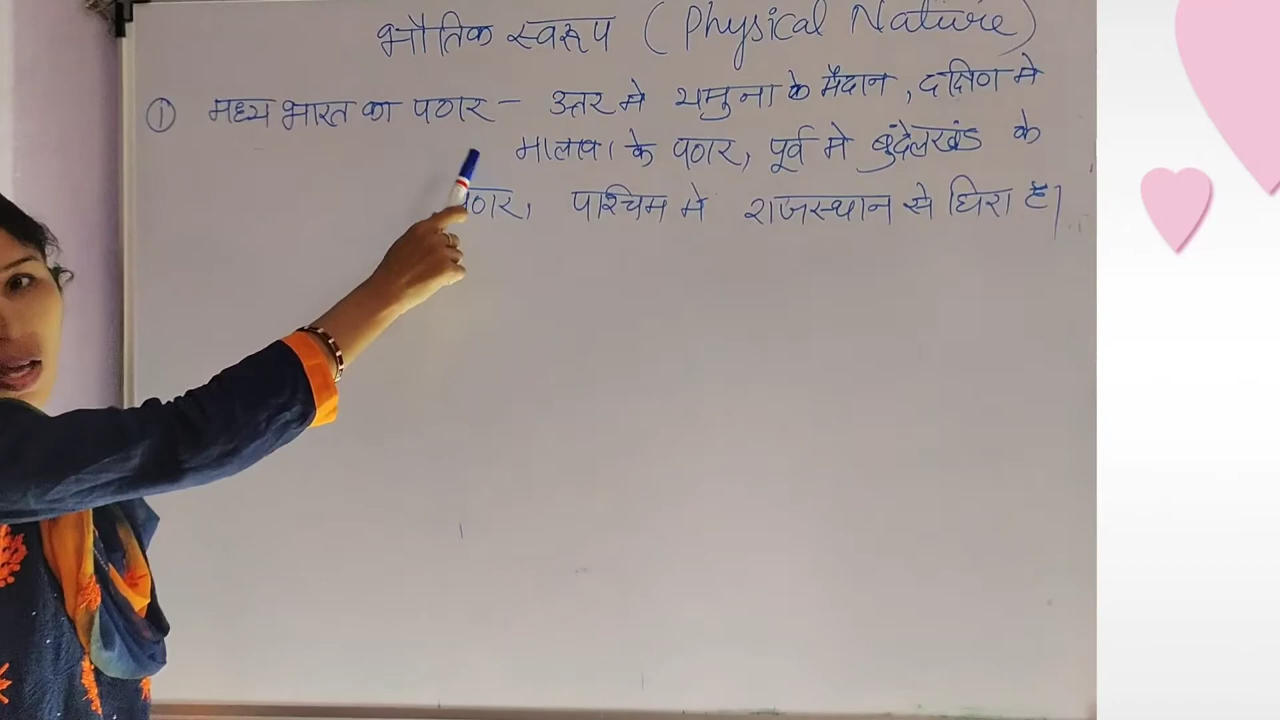 भौतिक स्वरूप (Physical Nature)
① मध्य भारत का पठार – उत्तर मे यमुना के मैदान, दक्षिण मे
मालवा के पठार, पूर्व मे बुंदेलखंड के
पठार, पश्चिम मे राजस्थान से घिरा है।